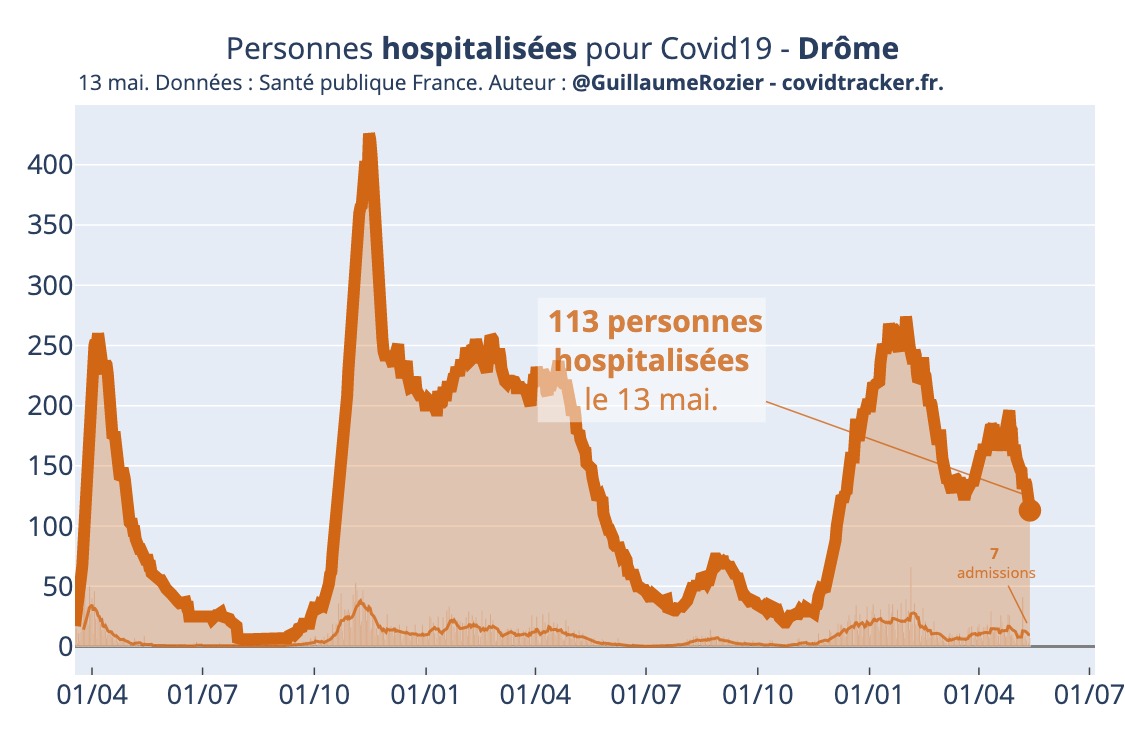 Personnes hospitalisées pour Covid19 - Drôme
13 mai. Données : Santé publique France. Auteur : @GuillaumeRozier - covidtracker.fr.
400
350
300
250
200
150
100
50
0
113 personnes
hospitalisées
le 13 mai.
7
admissions
01/04 01/07 01/10 01/01 01/04 01/07 01/10 01/01 01/04 01/07